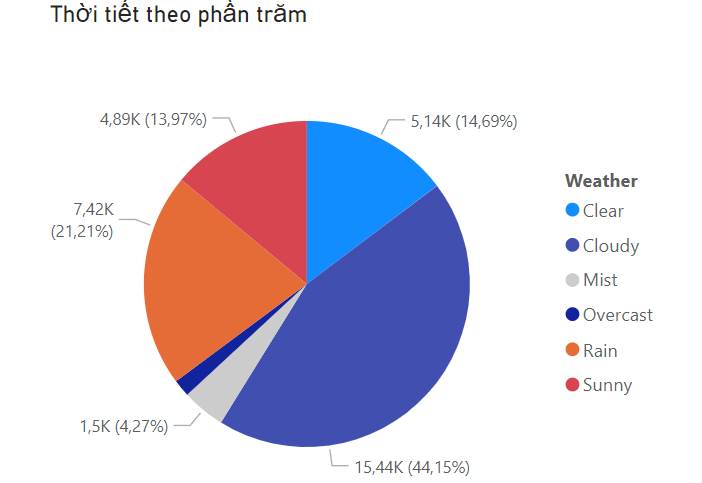 Thời tiết theo phần trăm
4,89K (13,97%)
5,14K (14,69%)
7,42K
(21,21%)
1,5K (4,27%)
15,44K (44,15%)
Weather
Clear
Cloudy
Mist
Overcast
Rain
Sunny